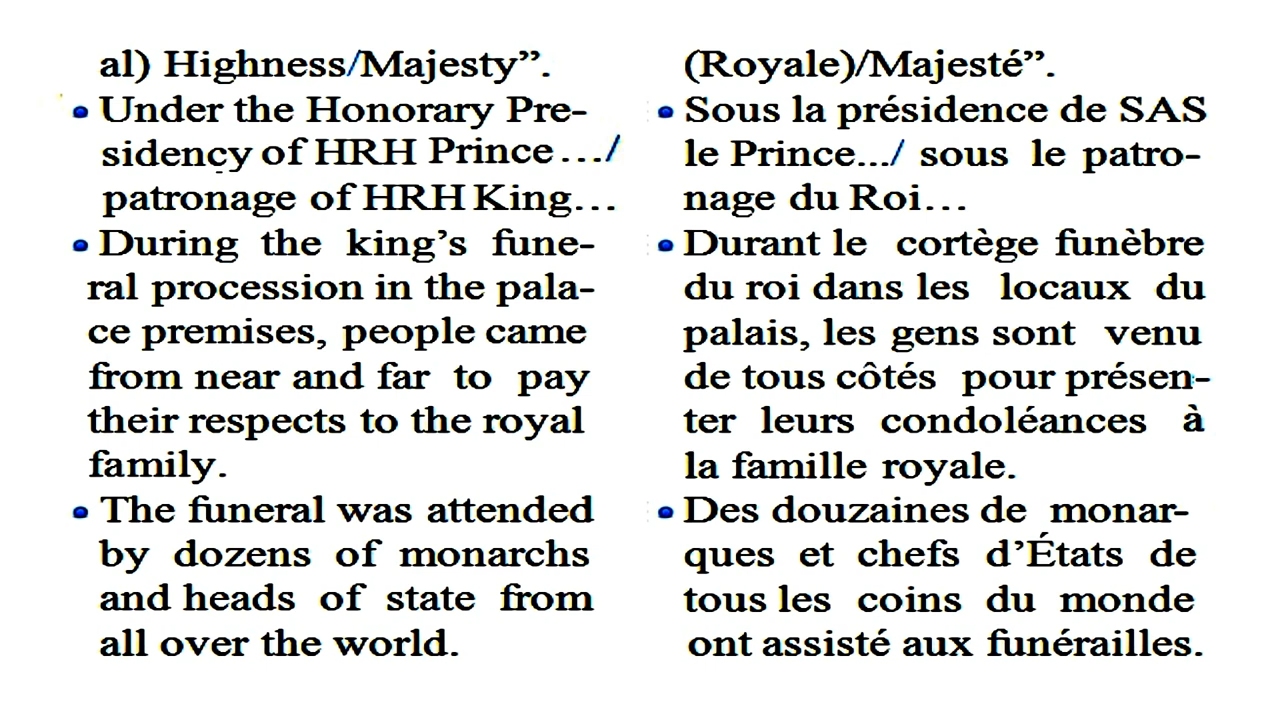 al) Highness/Majesty”.
• Under the Honorary Pre-
sidency of HRH Prince .../
patronage of HRH King...
• During the king’s fune-
ral procession in the pala-
ce premises, people came
from near and far to pay
their respects to the royal
family.
• The funeral was attended
by dozens of monarchs
and heads of state from
all over the world.
(Royale)/Majesté”.
• Sous la présidence de SAS
le Prince.../ sous le patro-
nage du Roi...
• Durant le cortège funèbre
du roi dans les locaux du
palais, les gens sont venu
de tous côtés pour présen-
ter leurs condoléances à
la famille royale.
• Des douzaines de monar-
ques et chefs d’États de
tous les coins du monde
ont assisté aux funérailles.